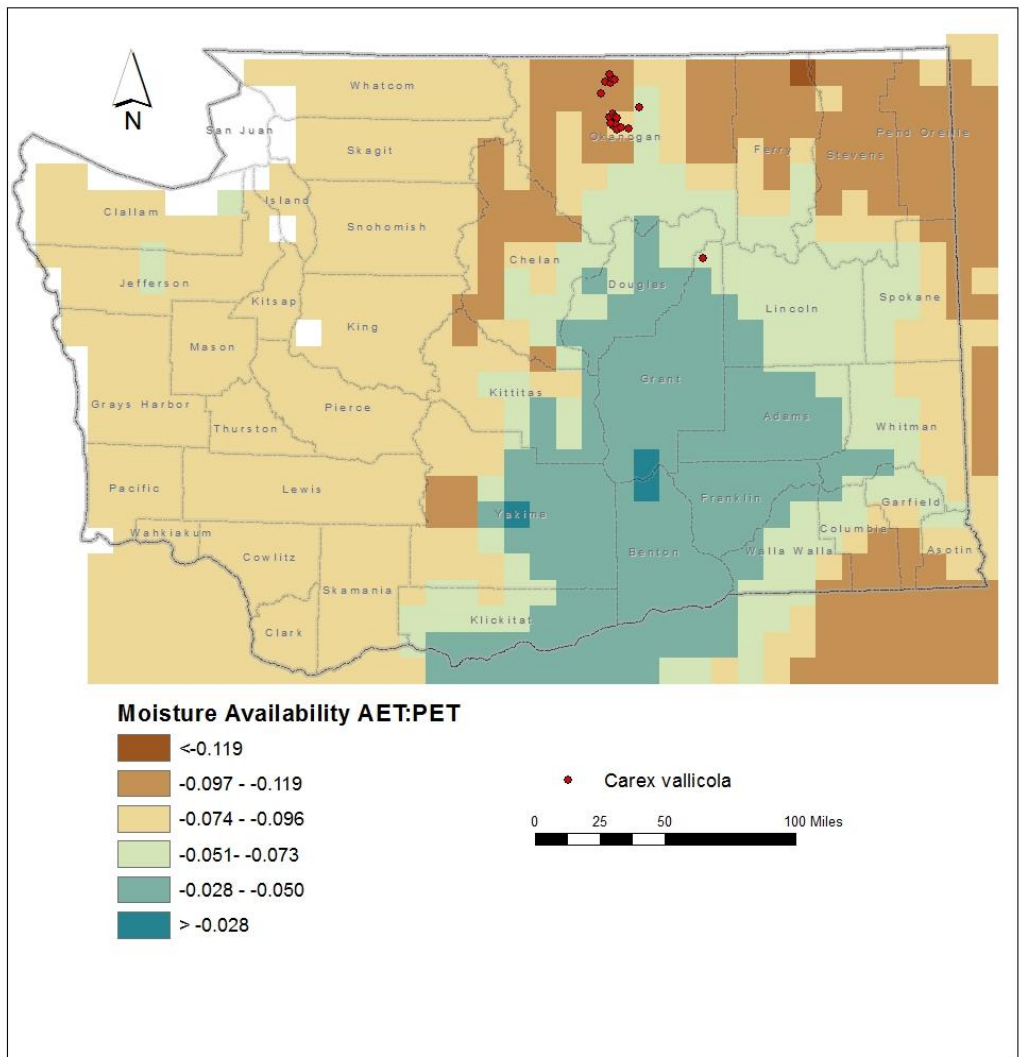 Whatcom
San Juan
Skagit
Okanogan
Ferry
Stevens
Pend Oreille
Island
Clallam
Snohomish
Chelan
Jefferson
Kitsap
Douglas
Spokane
Lincoln
King
Mason
Kittitas
Grant
Grays Harbor
Pierce
Adams
Thurston
Whitman
Pacific
Lewis
Franklin
Garfield
Yakima
Wahkiakum
Columbia
Cowlitz
Benton
Walla Walla
Asotin
Skamania
Klickitat
Clark
N
Moisture Availability AET:PET
<-0.119
-0.097 - -0.119
-0.074 - -0.096
-0.051- -0.073
-0.028 - -0.050
> -0.028
Carex vallicola
0 25 50 100 Miles